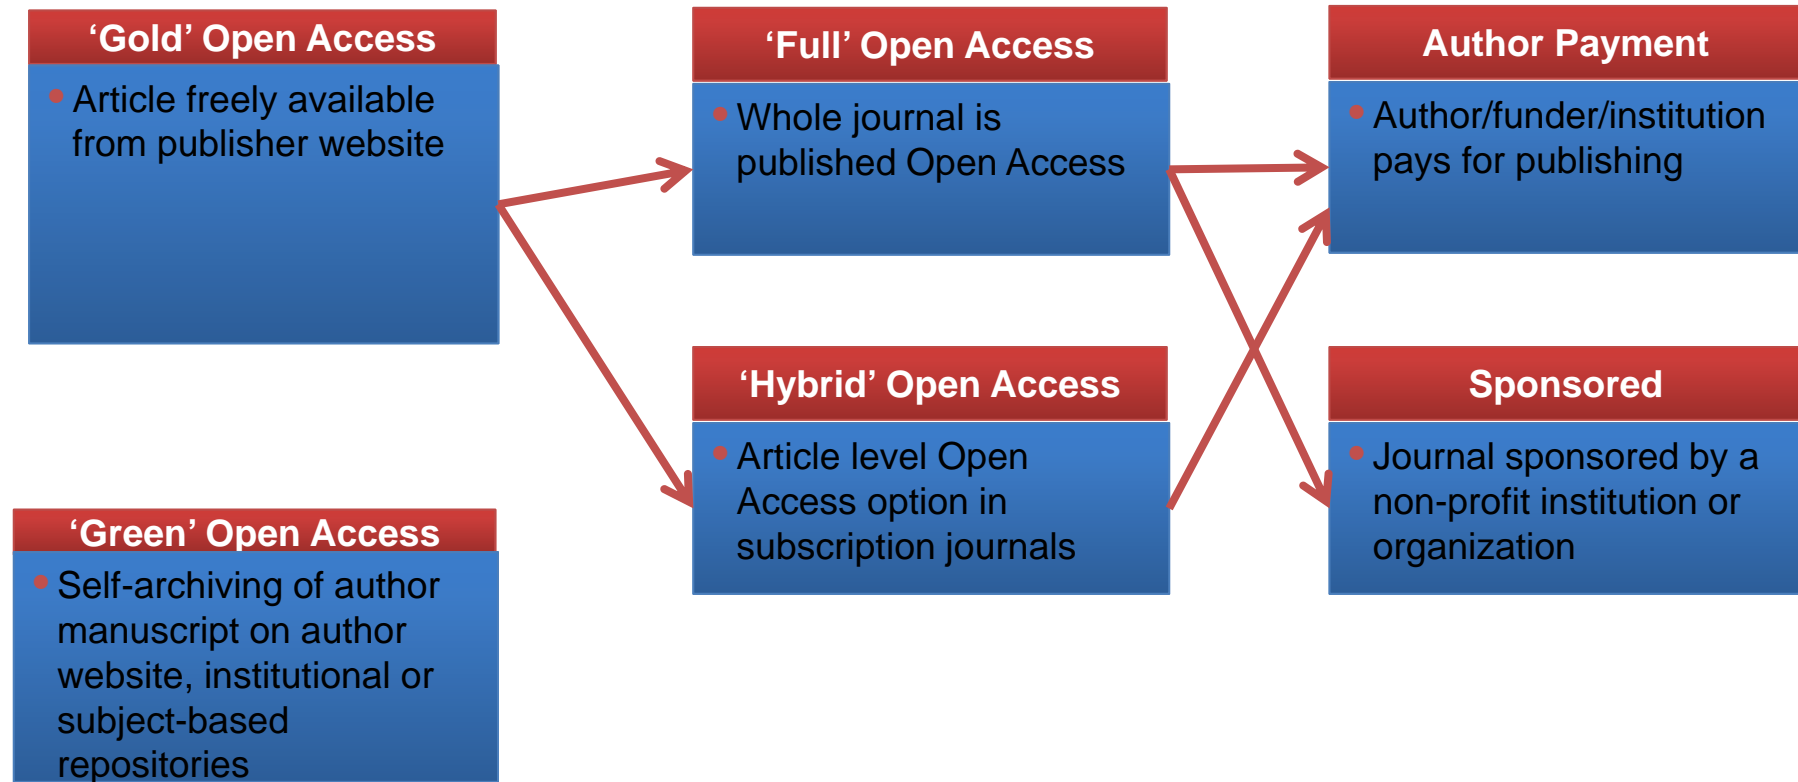 ‘Gold’ Open Access
• Article freely available
from publisher website
‘Full’ Open Access
• Whole journal is
published Open Access
Author Payment
• Author/funder/institution
pays for publishing
‘Hybrid’ Open Access
• Article level Open
Access option in
subscription journals
Sponsored
• Journal sponsored by a
non-profit institution or
organization
‘Green’ Open Access
• Self-archiving of author
manuscript on author
website, institutional or
subject-based
repositories